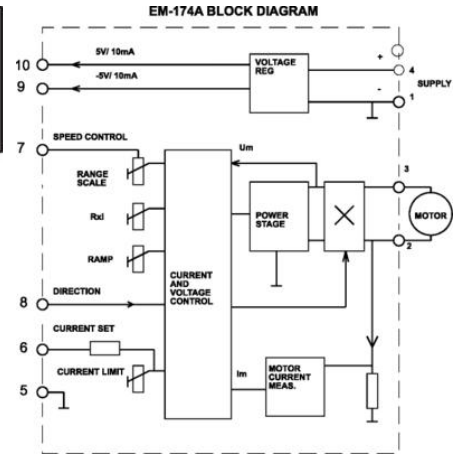 EM-174A BLOCK DIAGRAM
10 5V/ 10mA
9 -5V/ 10mA
VOLTAGE
REG
+
4
-
1
SUPPLY
7 SPEED CONTROL
RANGE
SCALE
RxI
RAMP
Um
POWER
STAGE
3
MOTOR
2
CURRENT
AND
VOLTAGE
CONTROL
8 DIRECTION
6 CURRENT SET
CURRENT LIMIT
5
Im
MOTOR
CURRENT
MEAS.